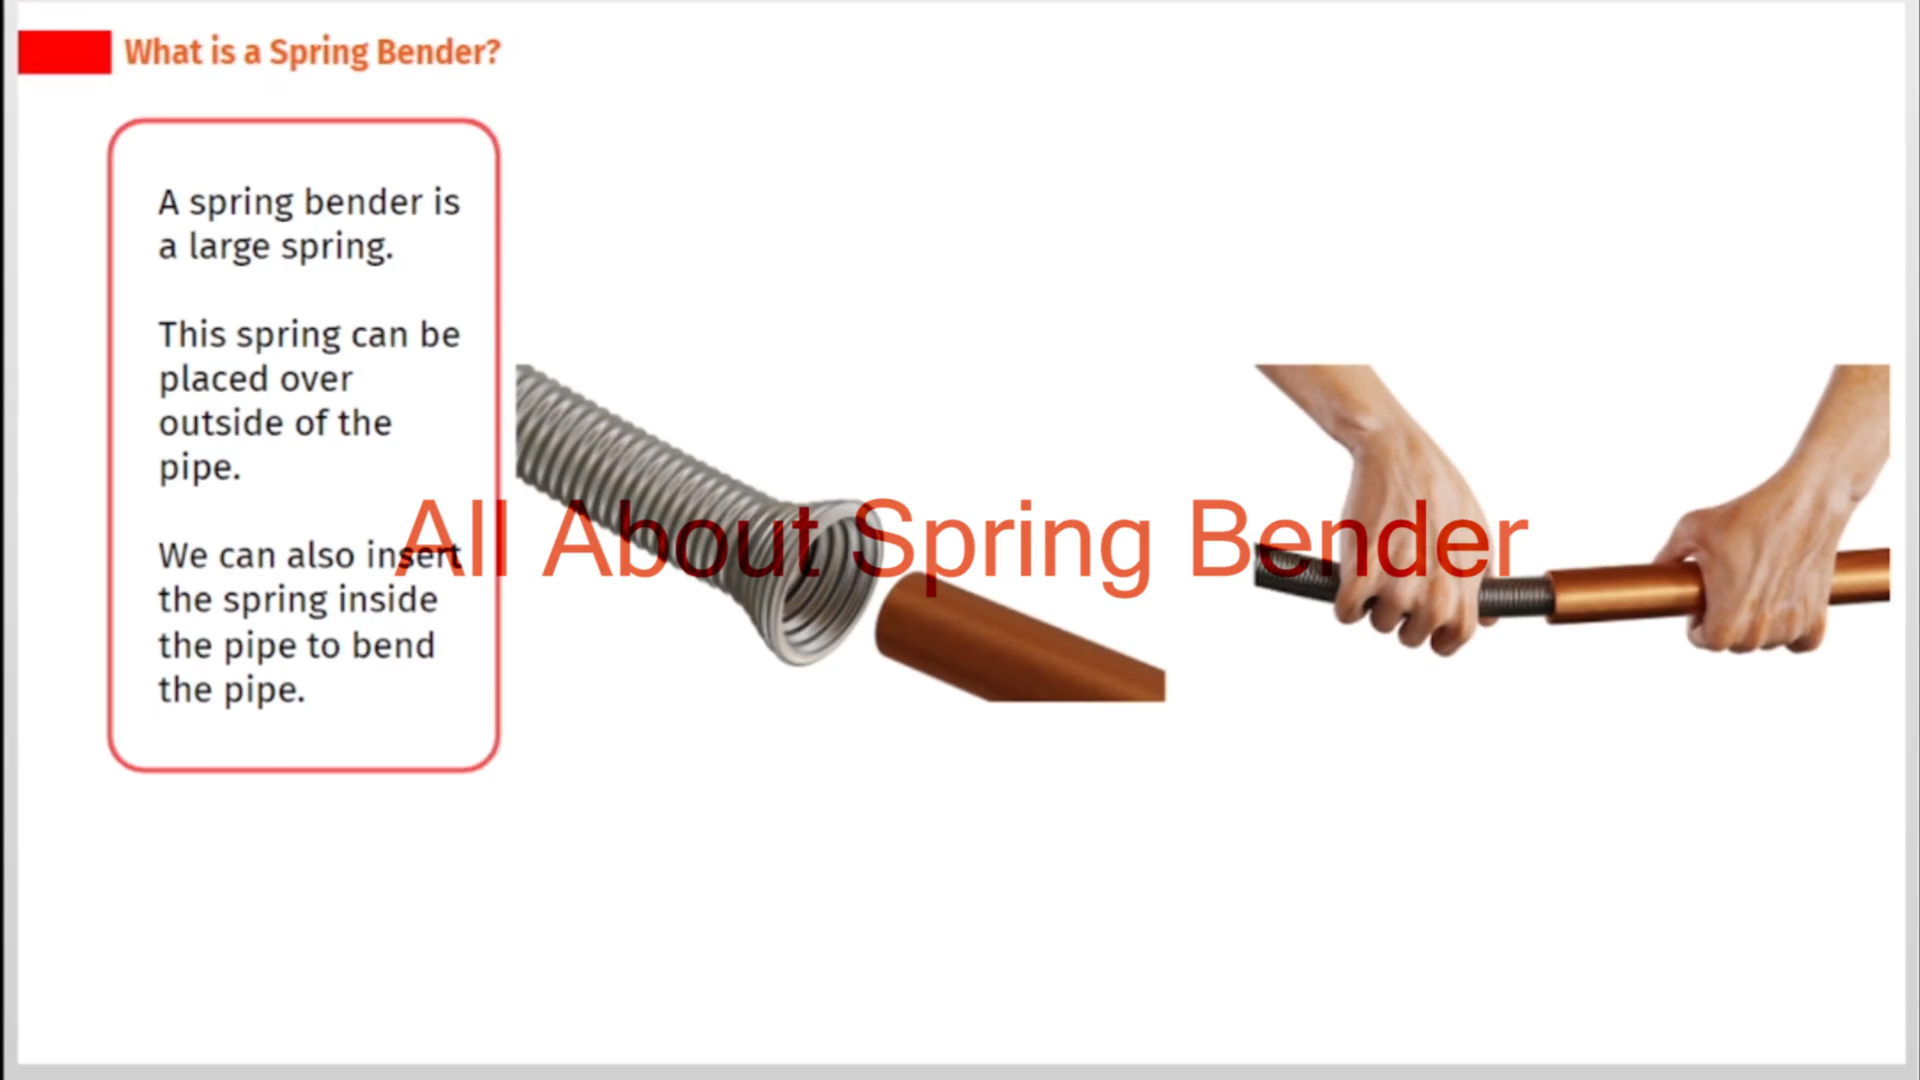 What is a Spring Bender?
A spring bender is
a large spring.
This spring can be
placed over
outside of the
pipe.
We can also insert
the spring inside
the pipe to bend
the pipe.
All About Spring Bender